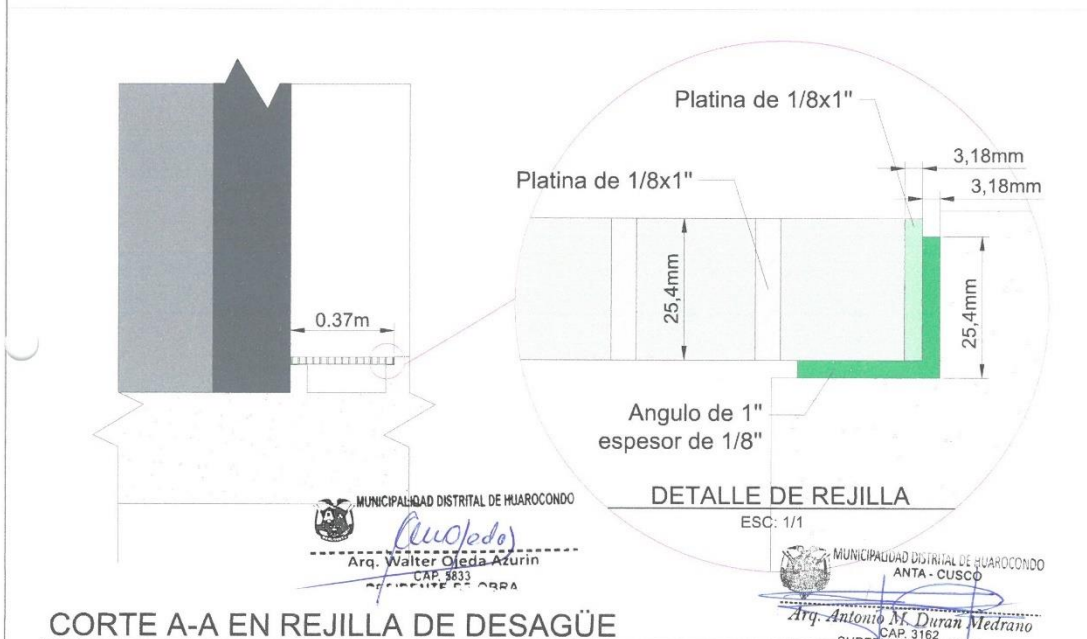 Platina de 1/8x1"
3,18mm
Platina de 1/8x1"
3,18mm
25,4mm
25,4mm
0.37m
Angulo de 1"
espesor de 1/8"
DETALLE DE REJILLA
ESC: 1/1
MUNICIPALIDAD DISTRITAL DE HUAROCONDO
Arq. Walter Ojeda Azurin
CAP. 5833
RESIDENTE DE OBRA
MUNICIPALIDAD DISTRITAL DE HUAROCONDO
ANTA - CUSCO
Arq. Antonio M. Duran Medrano
CAP. 3162
CORTE A-A EN REJILLA DE DESAGÜE